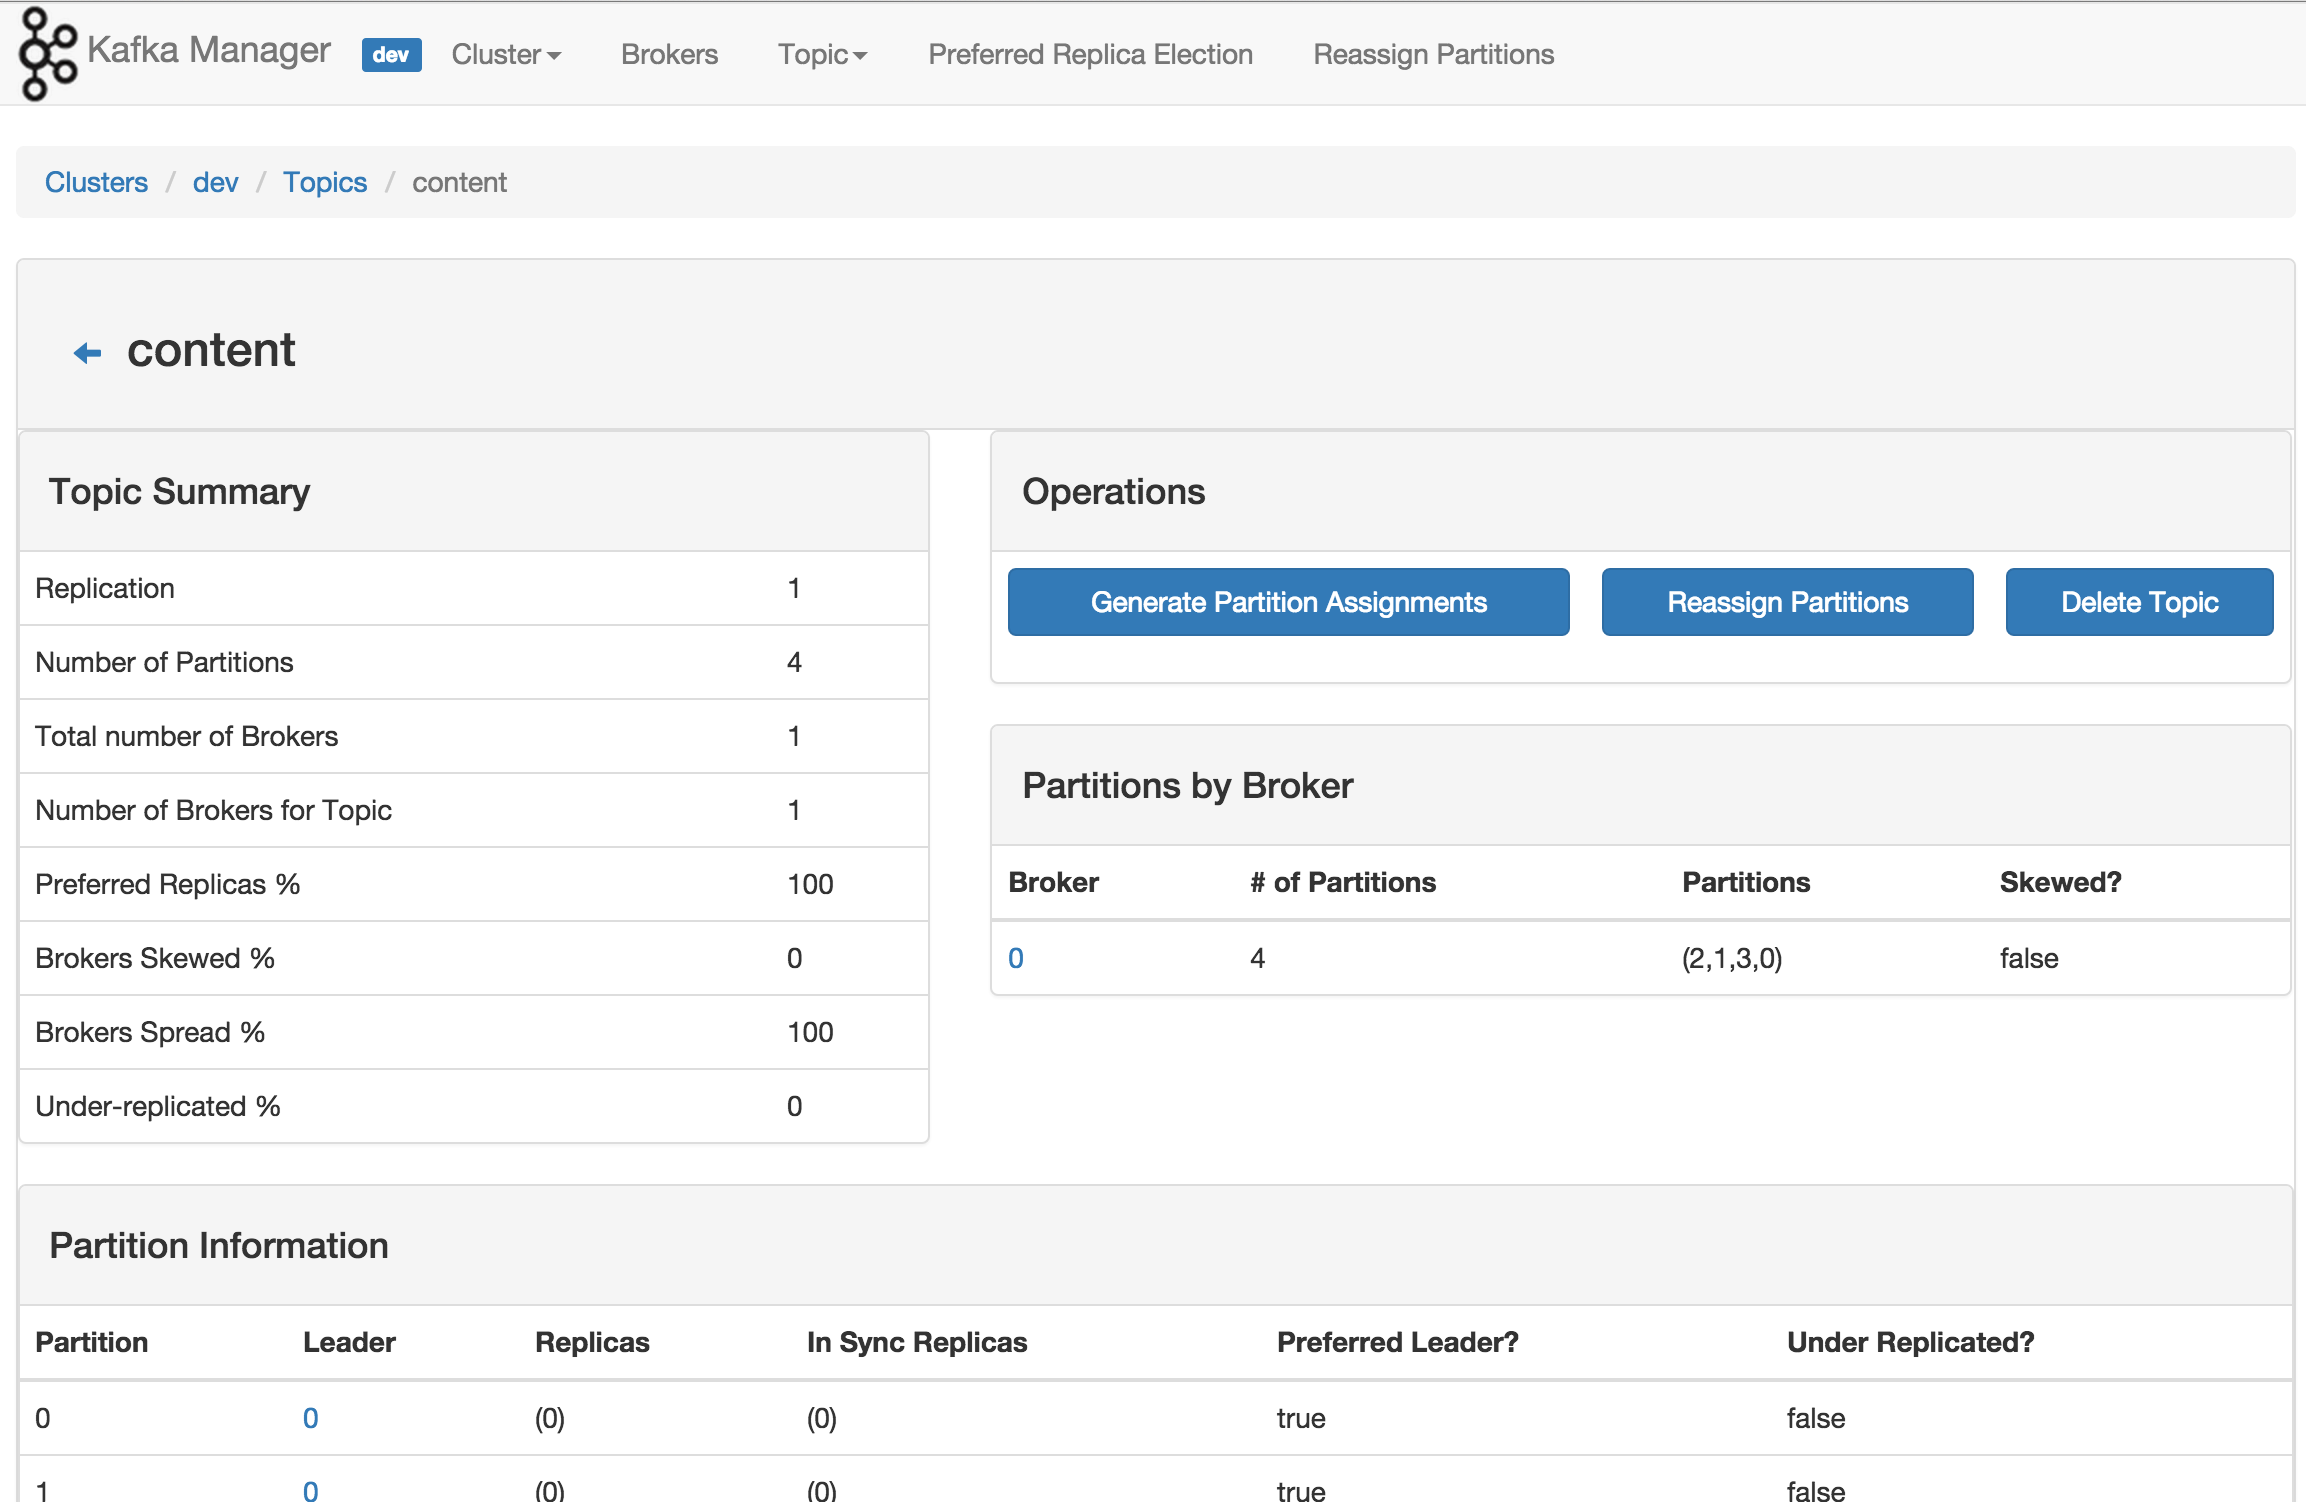 Kafka Manager dev Cluster Brokers Topic Preferred Replica Election Reassign Partitions
Clusters / dev / Topics / content
content
Topic Summary
Replication 1
Number of Partitions 4
Total number of Brokers 1
Number of Brokers for Topic 1
Preferred Replicas % 100
Brokers Skewed % 0
Brokers Spread % 100
Under-replicated % 0
Operations
Generate Partition Assignments Reassign Partitions Delete Topic
Partitions by Broker
Broker # of Partitions Partitions Skewed?
0 4 (2,1,3,0) false
Partition Information
Partition Leader Replicas In Sync Replicas Preferred Leader? Under Replicated?
0 0 (0) (0) true false
1 0 (0) (0) true false